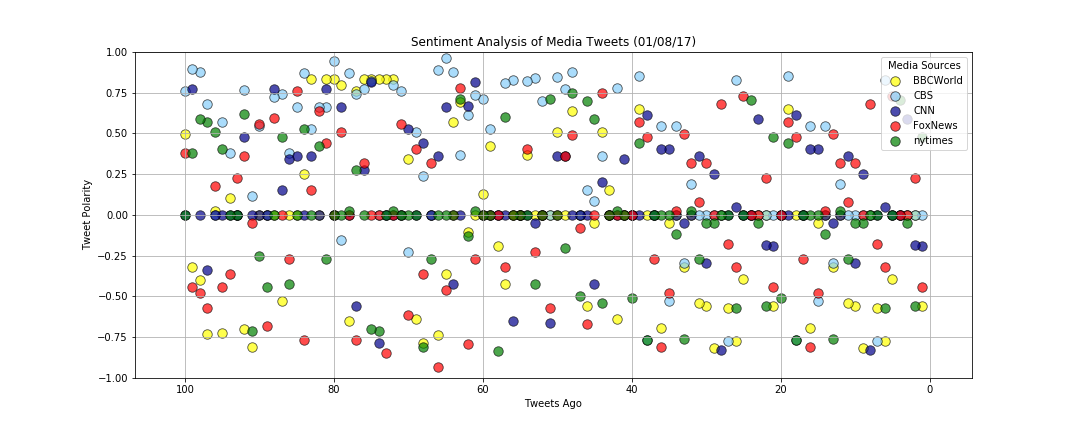 Sentiment Analysis of Media Tweets (01/08/17)
Tweet Polarity
1.00
0.75
0.50
0.25
0.00
−0.25
−0.50
−0.75
−1.00
Media Sources
BBCWorld
CBS
CNN
FoxNews
nytimes
100 80 60 40 20 0
Tweets Ago